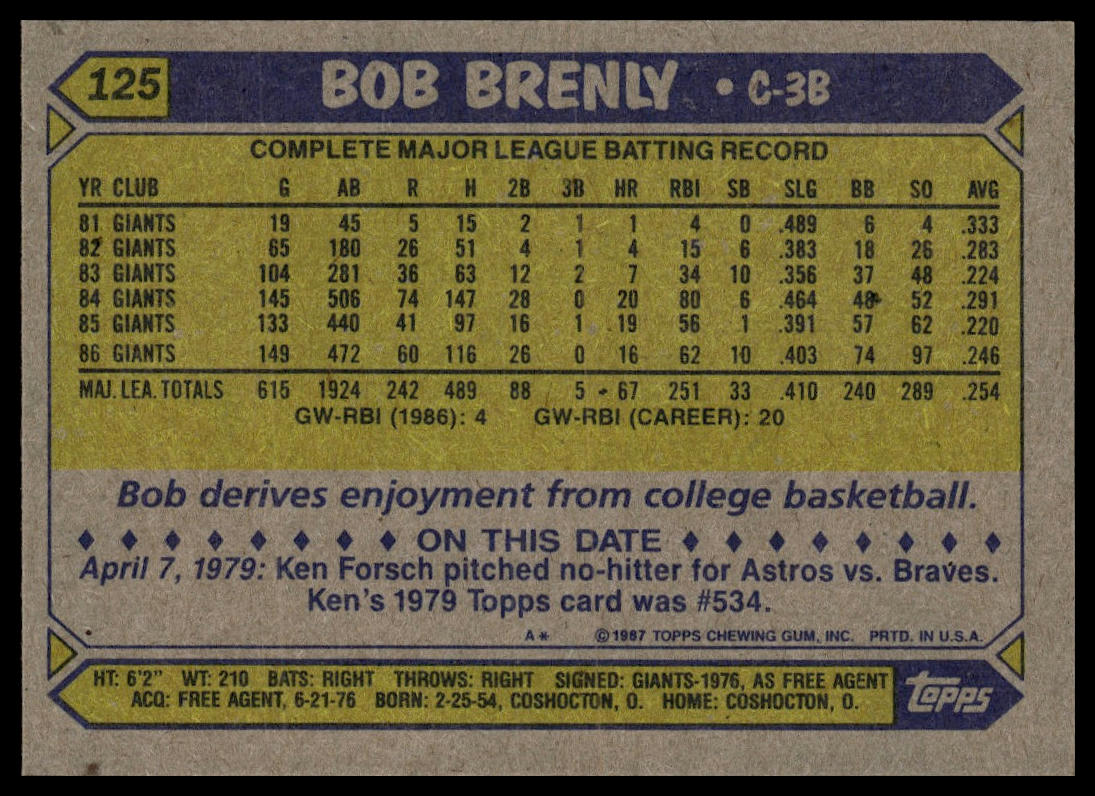 125 BOB BRENLY • C-3B
COMPLETE MAJOR LEAGUE BATTING RECORD
YR CLUB G AB R H 2B 3B HR RBI SB SLG BB SO AVG
81 GIANTS 19 45 5 15 2 1 1 4 0 .489 6 4 .333
82 GIANTS 65 180 26 51 4 1 4 15 6 .383 18 26 .283
83 GIANTS 104 281 36 63 12 2 7 34 10 .356 37 48 .224
84 GIANTS 145 506 74 147 28 0 20 80 6 .464 48 52 .291
85 GIANTS 133 440 41 97 16 1 19 56 1 .391 57 62 .220
86 GIANTS 149 472 60 116 26 0 16 62 10 .403 74 97 .246
MAJ. LEA. TOTALS 615 1924 242 489 88 5 67 251 33 .410 240 289 .254
GW-RBI (1986): 4 GW-RBI (CAREER): 20
Bob derives enjoyment from college basketball.
ON THIS DATE
April 7, 1979: Ken Forsch pitched no-hitter for Astros vs. Braves.
Ken's 1979 Topps card was #534.
A* ©1987 TOPPS CHEWING GUM, INC. PRTD. IN U.S.A.
HT: 6'2" WT: 210 BATS: RIGHT THROWS: RIGHT SIGNED: GIANTS-1976, AS FREE AGENT
ACQ: FREE AGENT, 6-21-76 BORN: 2-25-54, COSHOCTON, O. HOME: COSHOCTON, O.
topps